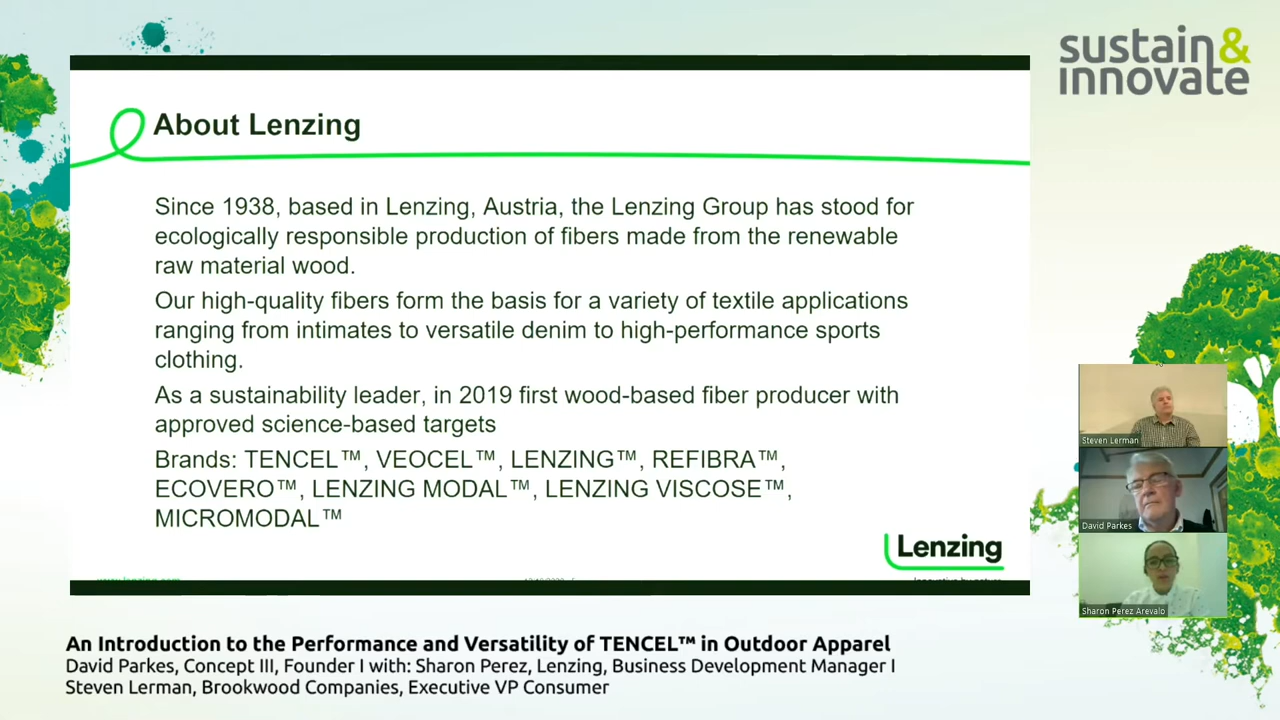 sustain&
innovate
About Lenzing
Since 1938, based in Lenzing, Austria, the Lenzing Group has stood for
ecologically responsible production of fibers made from the renewable
raw material wood.
Our high-quality fibers form the basis for a variety of textile applications
ranging from intimates to versatile denim to high-performance sports
clothing.
As a sustainability leader, in 2019 first wood-based fiber producer with
approved science-based targets
Brands: TENCEL™, VEOCEL™, LENZING™, REFIBRA™,
ECOVERO™, LENZING MODAL™, LENZING VISCOSE™,
MICROMODAL™
Lenzing
Steven Lerman
David Parkes
Sharon Perez Arevalo
An Introduction to the Performance and Versatility of TENCEL™ in Outdoor Apparel
David Parkes, Concept III, Founder I with: Sharon Perez, Lenzing, Business Development Manager I
Steven Lerman, Brookwood Companies, Executive VP Consumer